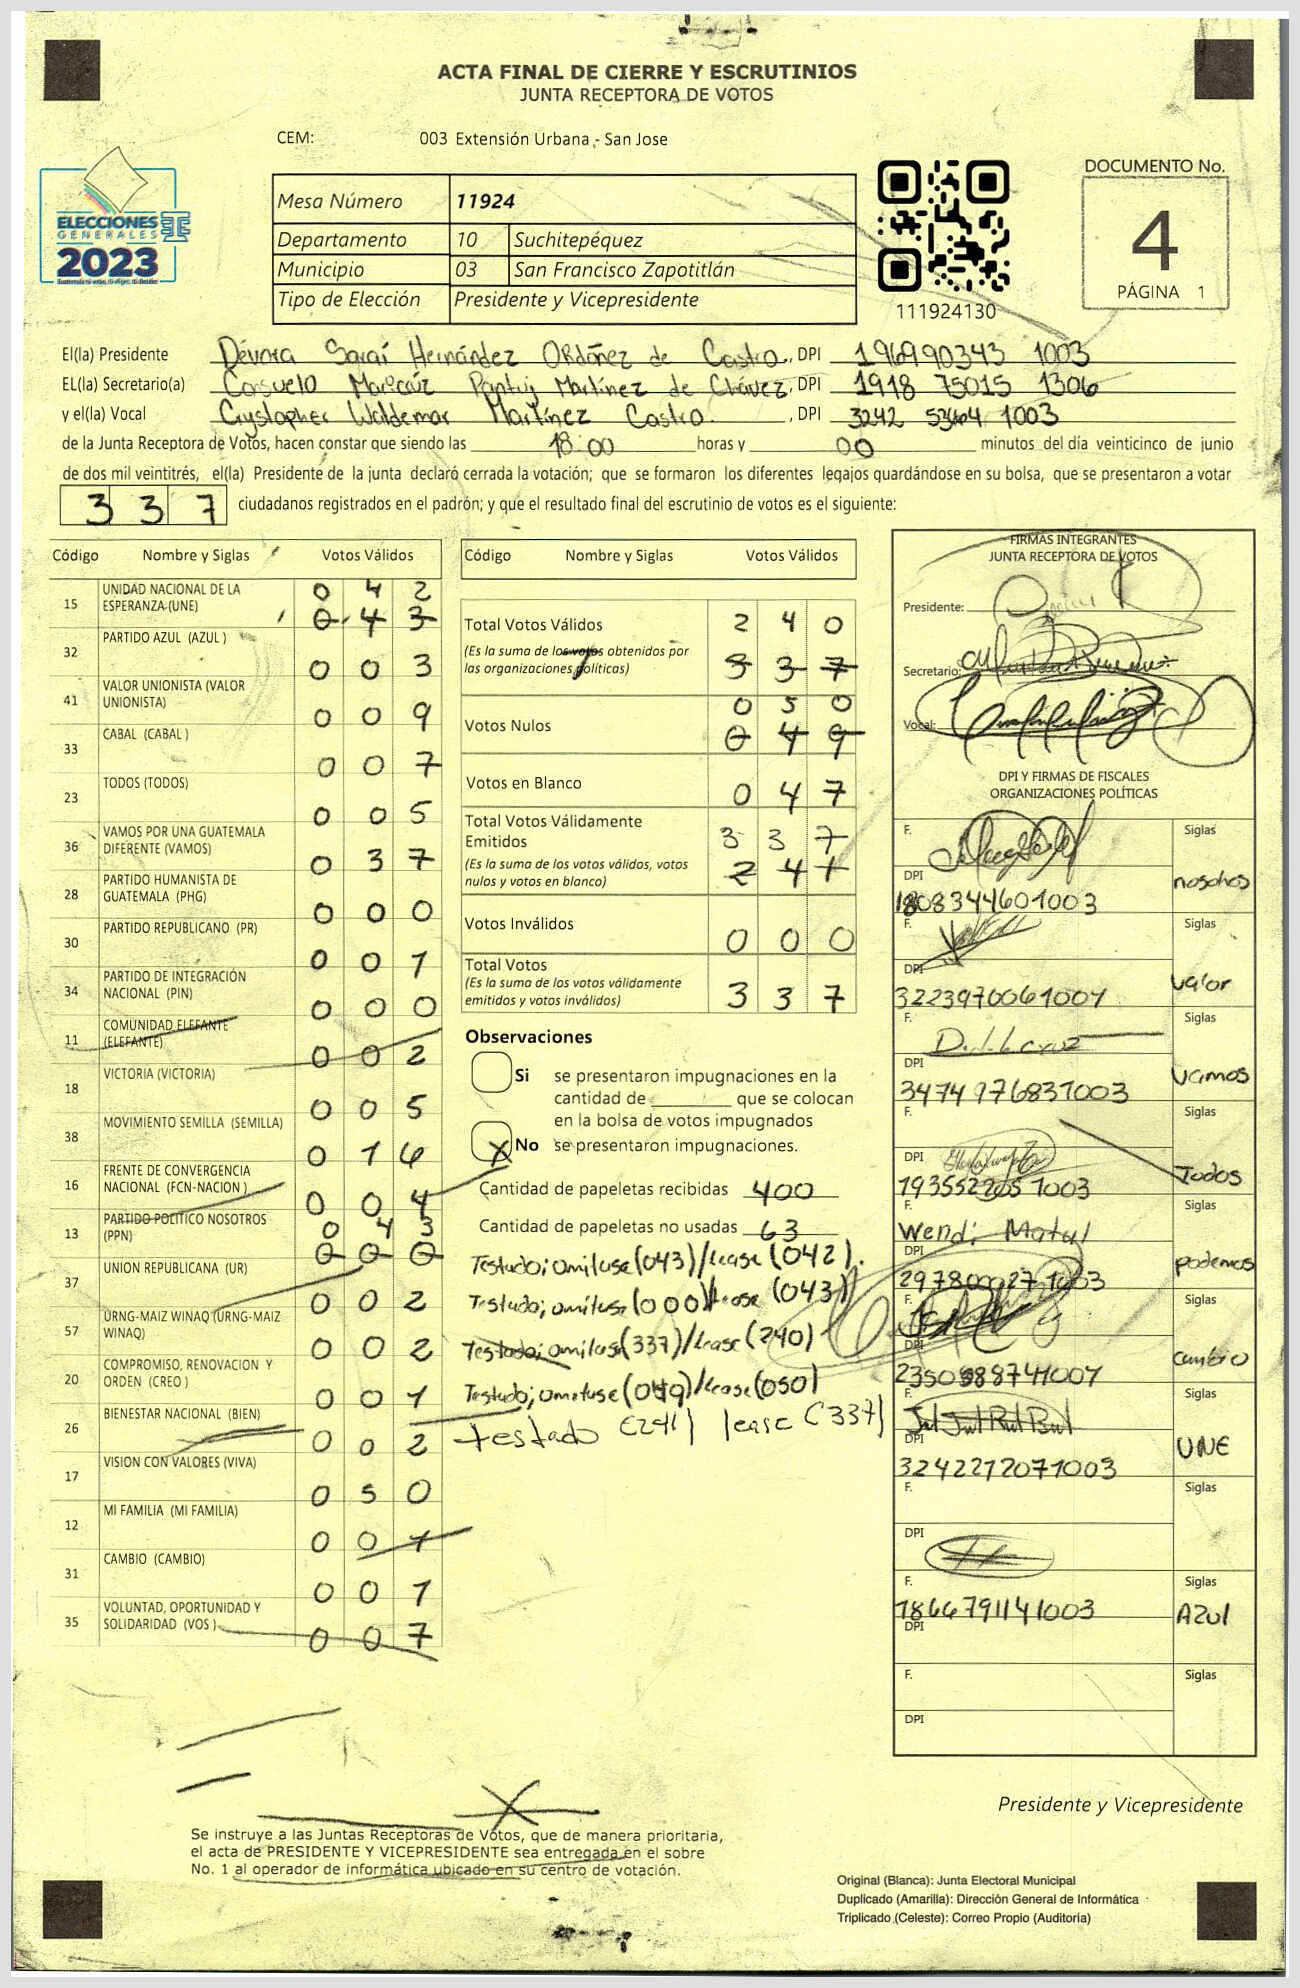 ACTA FINAL DE CIERRE Y ESCRUTINIOS
JUNTA RECEPTORA DE VOTOS
CEM: 003 Extensión Urbana - San Jose
ELECCIONES
GENERALES
2023
Mesa Número 11924
Departamento 10 Suchitepéquez
Municipio 03 San Francisco Zapotitlán
Tipo de Elección Presidente y Vicepresidente
111924130
DOCUMENTO No.
4
PÁGINA 1
El(la) Presidente Dévora Saraí Hernández Ordóñez de Castro., DPI 196990343 1003
EL(la) Secretario(a) Consuelo Martínez de Chávez, DPI 1918 75015 1306
y el(la) Vocal Crystopher Waldemar Martínez Castro. , DPI 3242 1003
de la Junta Receptora de Votos, hacen constar que siendo las 18:00 horas y 00 minutos del día veinticinco de junio
de dos mil veintitrés, el(la) Presidente de la junta declaró cerrada la votación; que se formaron los diferentes legajos guardándose en su bolsa, que se presentaron a votar
3 3 7 ciudadanos registrados en el padrón; y que el resultado final del escrutinio de votos es el siguiente:
Código Nombre y Siglas Votos Válidos
15 UNIDAD NACIONAL DE LA ESPERANZA (UNE) 0 4 2
0 4 3
32 PARTIDO AZUL (AZUL ) 0 0 3
41 VALOR UNIONISTA (VALOR UNIONISTA) 0 0 9
33 CABAL (CABAL ) 0 0 7
23 TODOS (TODOS) 0 0 5
36 VAMOS POR UNA GUATEMALA DIFERENTE (VAMOS) 0 3 7
28 PARTIDO HUMANISTA DE GUATEMALA (PHG) 0 0 0
30 PARTIDO REPUBLICANO (PR) 0 0 1
34 PARTIDO DE INTEGRACIÓN NACIONAL (PIN) 0 0 0
11 COMUNIDAD ELEFANTE (ELEFANTE) 0 0 2
18 VICTORIA (VICTORIA) 0 0 5
38 MOVIMIENTO SEMILLA (SEMILLA) 0 1 6
16 FRENTE DE CONVERGENCIA NACIONAL (FCN-NACION ) 0 0 4
13 PARTIDO POLITICO NOSOTROS (PPN) 0 4 3
0 0 0
37 UNION REPUBLICANA (UR) 0 0 2
57 URNG-MAIZ WINAQ (URNG-MAIZ WINAQ) 0 0 2
20 COMPROMISO, RENOVACION Y ORDEN (CREO ) 0 0 1
26 BIENESTAR NACIONAL (BIEN) 0 0 2
17 VISION CON VALORES (VIVA) 0 5 0
12 MI FAMILIA (MI FAMILIA) 0 0 1
31 CAMBIO (CAMBIO) 0 0 1
35 VOLUNTAD, OPORTUNIDAD Y SOLIDARIDAD (VOS ) 0 0 7
Código Nombre y Siglas Votos Válidos
Total Votos Válidos 2 4 0
(Es la suma de los votos obtenidos por las organizaciones políticas) 3 3 7
Votos Nulos 0 5 0
0 4 9
Votos en Blanco 0 4 7
Total Votos Válidamente Emitidos 3 3 7
(Es la suma de los votos válidos, votos nulos y votos en blanco) 2 4 1
Votos Inválidos 0 0 0
Total Votos 3 3 7
(Es la suma de los votos válidamente emitidos y votos inválidos)
Observaciones
Si se presentaron impugnaciones en la
cantidad de ________ que se colocan
en la bolsa de votos impugnados
X No se presentaron impugnaciones.
Cantidad de papeletas recibidas 400
Cantidad de papeletas no usadas 63
Testado; omitase (043)/lease (042).
Testado; omitase (000)/lease (043)
Testado; omitase (337)/lease (240)
Testado; omitase (049)/lease (050)
testado (241) lease (337)
FIRMAS INTEGRANTES
JUNTA RECEPTORA DE VOTOS
Presidente:
Secretario:
Vocal:
DPI Y FIRMAS DE FISCALES
ORGANIZACIONES POLÍTICAS
F. Siglas
DPI 1808344601003 nosotros
F. Siglas
DPI 3223970061004 valor
F. Siglas
DPI 3474976831003 vamos
F. Siglas
DPI 1003 Todos
F. Wendi Matul Siglas
DPI podemos
F. Siglas
DPI cambio
F. Siglas
DPI 3242212071003 UNE
F. Siglas
DPI
F. Siglas
1866791141003 AZUl
DPI
F. Siglas
DPI
Presidente y Vicepresidente
Se instruye a las Juntas Receptoras de Votos, que de manera prioritaria,
el acta de PRESIDENTE Y VICEPRESIDENTE sea entregada en el sobre
No. 1 al operador de informática ubicado en su centro de votación.
Original (Blanca): Junta Electoral Municipal
Duplicado (Amarilla): Dirección General de Informática
Triplicado (Celeste): Correo Propio (Auditoría)